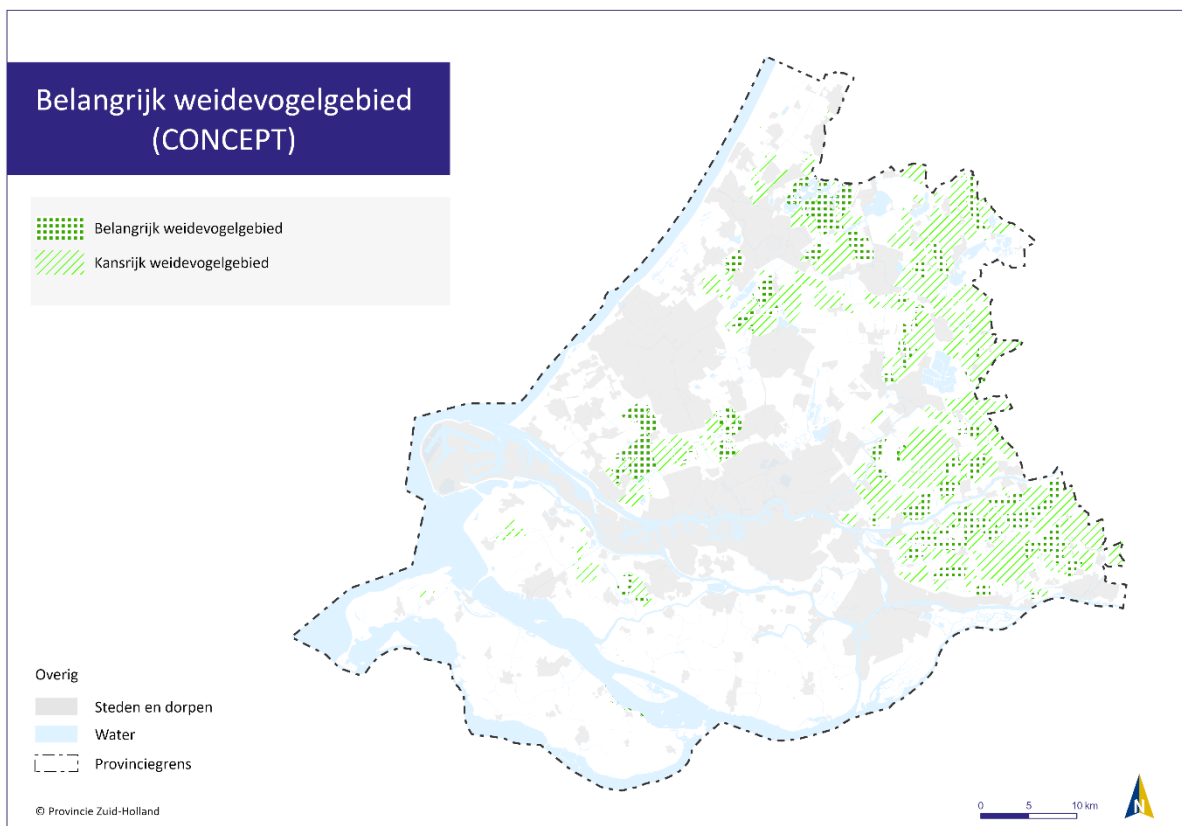 Belangrijk weidevogelgebied
(CONCEPT)
Belangrijk weidevogelgebied
Kansrijk weidevogelgebied
Overig
Steden en dorpen
Water
Provinciegrens
© Provincie Zuid-Holland
0 5 10 km
N